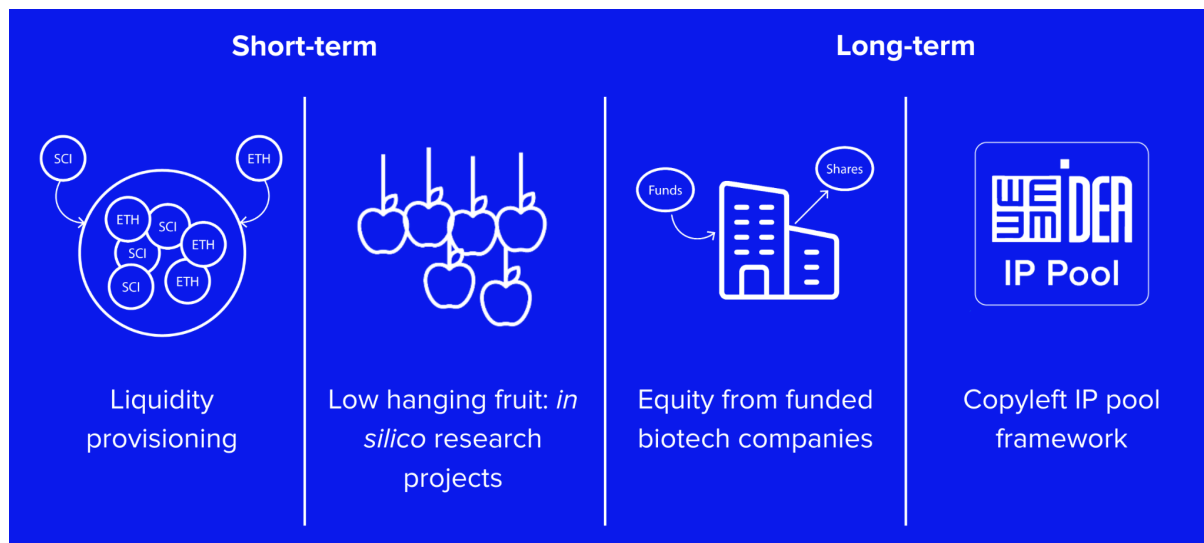 Short-term
Long-term
SCI
ETH
ETH
SCI
SCI
ETH
SCI
ETH
Liquidity
provisioning
Low hanging fruit: in
silico research
projects
Funds
Shares
Equity from funded
biotech companies
IDEA
IP Pool
Copyleft IP pool
framework